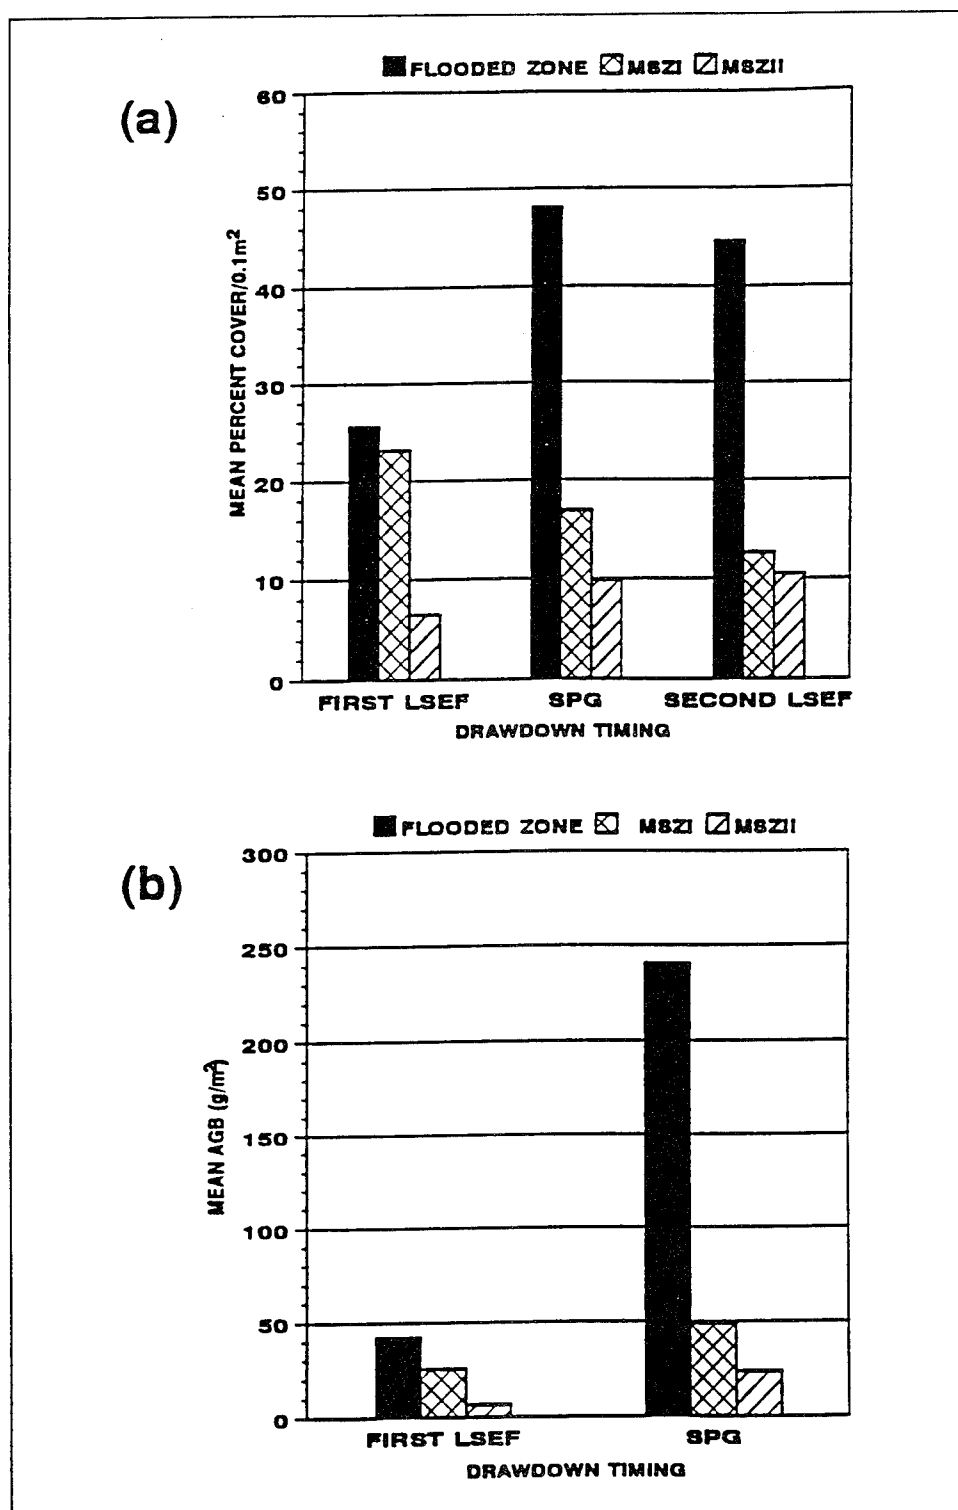 FLOODED ZONE MSZI MSZII
(a)
60
50
40
30
20
10
0
MEAN PERCENT COVER/0.1m²
FIRST LSEF SPG SECOND LSEF
DRAWDOWN TIMING
FLOODED ZONE MSZI MSZII
(b)
300
250
200
150
100
50
0
MEAN AGB (g/m²)
FIRST LSEF SPG
DRAWDOWN TIMING